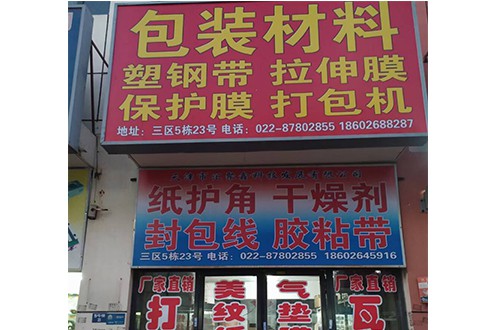 包装材料
塑钢带 拉伸膜
保护膜 打包机
地址：三区5栋23号 电话：022-87802855 18602688287
纸护角 干燥剂
封包线 胶粘带
三区5栋23号 电话：022-87802855 18602645916
厂家直销 美纹 气垫 厂家直销
打 瓦